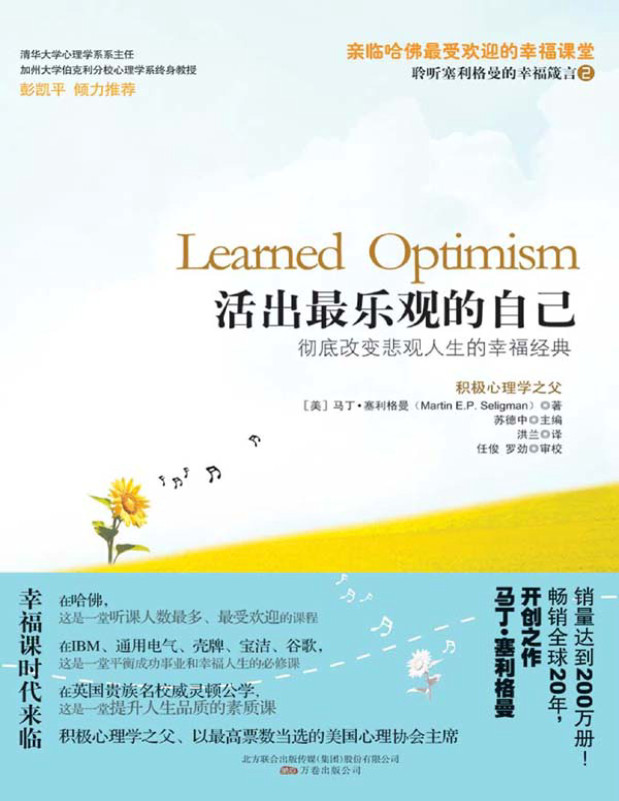 清华大学心理学系系主任
加州大学伯克利分校心理学系终身教授
彭凯平 倾力推荐
亲临哈佛最受欢迎的幸福课堂
聆听塞利格曼的幸福箴言2
Learned Optimism
活出最乐观的自己
彻底改变悲观人生的幸福经典
积极心理学之父
[美]马丁·塞利格曼(Martin E.P. Seligman)◎著
苏德中◎主编
洪兰◎译
任俊 罗劲◎审校
幸福课时代来临
在哈佛,
这是一堂听课人数最多、最受欢迎的课程
在IBM、通用电气、壳牌、宝洁、谷歌,
这是一堂平衡成功事业和幸福人生的必修课
在英国贵族名校威灵顿公学,
这是一堂提升人生品质的素质课
积极心理学之父、以最高票数当选的美国心理协会主席
销量达到200万册!
畅销全球20年,
开创之作
马丁·塞利格曼
北方联合出版传媒(集团)股份有限公司
万卷出版公司